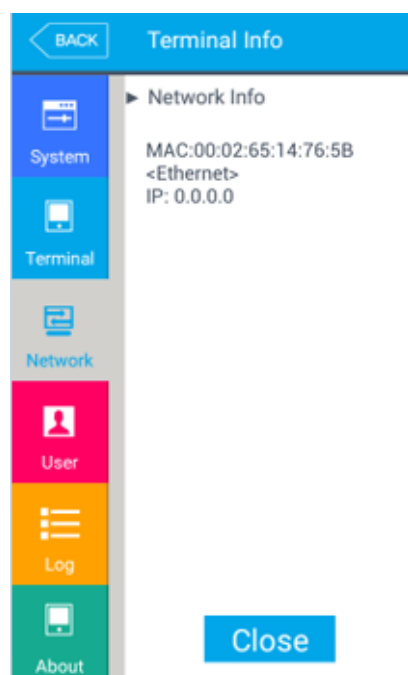 BACK
Terminal Info
System
Terminal
Network
User
Log
About
► Network Info
MAC:00:02:65:14:76:5B
<Ethernet>
IP: 0.0.0.0
Close